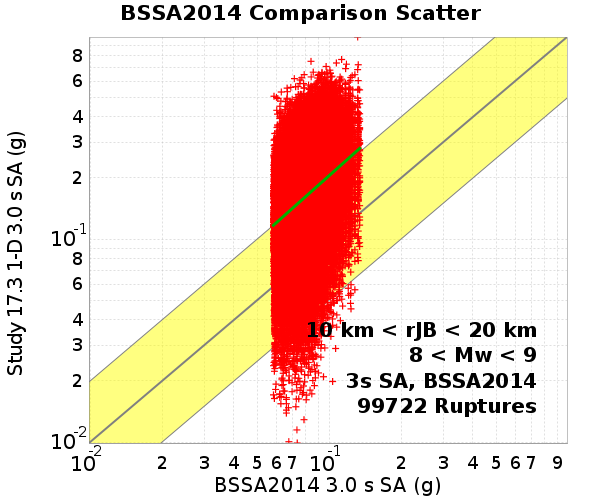 BSSA2014 Comparison Scatter
Study 17.3 1-D 3.0 s SA (g)
8
6
4
3
2
10-1
8
6
4
3
2
10-2
10 km < rJB < 20 km
8 < Mw < 9
3s SA, BSSA2014
99722 Ruptures
10-2 2 3 4 5 6 7 10-1 2 3 4 5 6 7 9
BSSA2014 3.0 s SA (g)